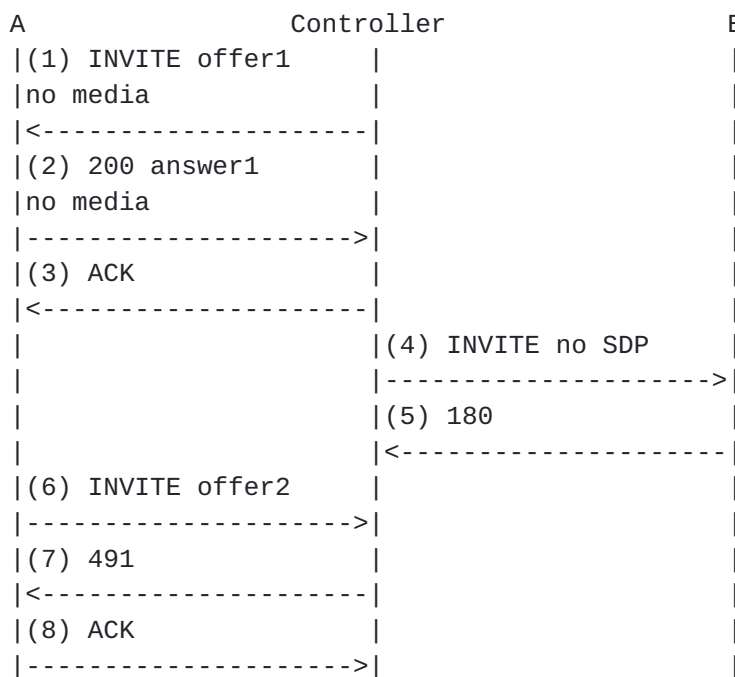 A                  Controller                   B
|(1) INVITE offer1     |                      |
|no media              |                      |
|<---------------------|                      |
|(2) 200 answer1       |                      |
|no media              |                      |
|--------------------->|                      |
|(3) ACK               |                      |
|<---------------------|                      |
|                      |(4) INVITE no SDP     |
|                      |--------------------->|
|                      |(5) 180               |
|                      |<---------------------|
|(6) INVITE offer2     |                      |
|--------------------->|                      |
|(7) 491               |                      |
|<---------------------|                      |
|(8) ACK               |                      |
|--------------------->|                      |